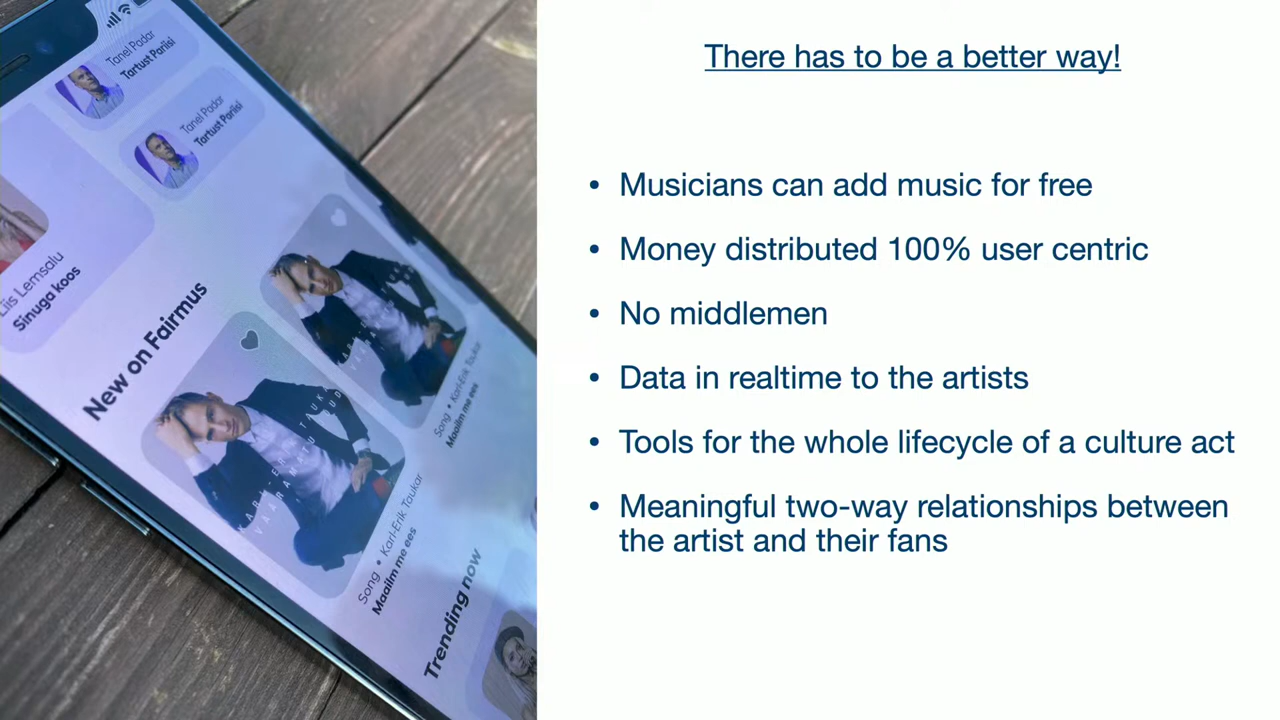 Tanel Padar
Tartust Pariisi
Tanel Padar
Tartust Pariisi
Liis Lemsalu
Sinuga koos
New on Fairmus
Song • Karl-Erik Taukar
Maailm me ees
Song • Karl-Erik Taukar
Maailm me ees
Trending now
There has to be a better way!
• Musicians can add music for free
• Money distributed 100% user centric
• No middlemen
• Data in realtime to the artists
• Tools for the whole lifecycle of a culture act
• Meaningful two-way relationships between
the artist and their fans